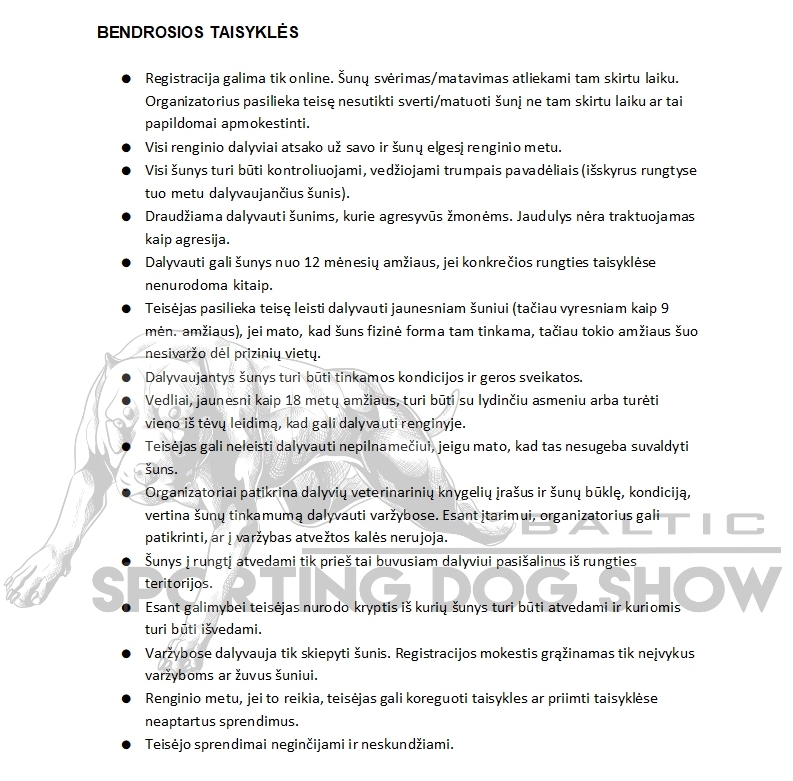 BENDROSIOS TAISYKLĖS
● Registracija galima tik online. Šunų svėrimas/matavimas atliekami tam skirtu laiku.
Organizatorius pasilieka teisę nesutikti sverti/matuoti šunį ne tam skirtu laiku ar tai
papildomai apmokestinti.
● Visi renginio dalyviai atsako už savo ir šunų elgesį renginio metu.
● Visi šunys turi būti kontroliuojami, vedžiojami trumpais pavadėliais (išskyrus rungtyse
tuo metu dalyvaujančius šunis).
● Draudžiama dalyvauti šunims, kurie agresyvūs žmonėms. Jaudulys nėra traktuojamas
kaip agresija.
● Dalyvauti gali šunys nuo 12 mėnesių amžiaus, jei konkrečios rungties taisyklėse
nenurodoma kitaip.
● Teisėjas pasilieka teisę leisti dalyvauti jaunesniam šuniui (tačiau vyresniam kaip 9
mėn. amžiaus), jei mato, kad šuns fizinė forma tam tinkama, tačiau tokio amžiaus šuo
nesivaržo dėl prizinių vietų.
● Dalyvaujantys šunys turi būti tinkamos kondicijos ir geros sveikatos.
● Vedliai, jaunesni kaip 18 metų amžiaus, turi būti su lydinčiu asmeniu arba turėti
vieno iš tėvų leidimą, kad gali dalyvauti renginyje.
● Teisėjas gali neleisti dalyvauti nepilnamečiui, jeigu mato, kad tas nesugeba suvaldyti
šuns.
● Organizatoriai patikrina dalyvių veterinarinių knygelių įrašus ir šunų būklę, kondiciją,
vertina šunų tinkamumą dalyvauti varžybose. Esant įtarimui, organizatorius gali
patikrinti, ar į varžybas atvežtos kalės nerujoja.
BALTIC
● Šunys į rungtį atvedami tik prieš tai buvusiam dalyviui pasišalinus iš rungties
teritorijos.
SPORTING DOG SHOW
● Esant galimybei teisėjas nurodo kryptis iš kurių šunys turi būti atvedami ir kuriomis
turi būti išvedami.
● Varžybose dalyvauja tik skiepyti šunis. Registracijos mokestis grąžinamas tik neįvykus
varžyboms ar žuvus šuniui.
● Renginio metu, jei to reikia, teisėjas gali koreguoti taisykles ar priimti taisyklėse
neaptartus sprendimus.
● Teisėjo sprendimai neginčijami ir neskundžiami.